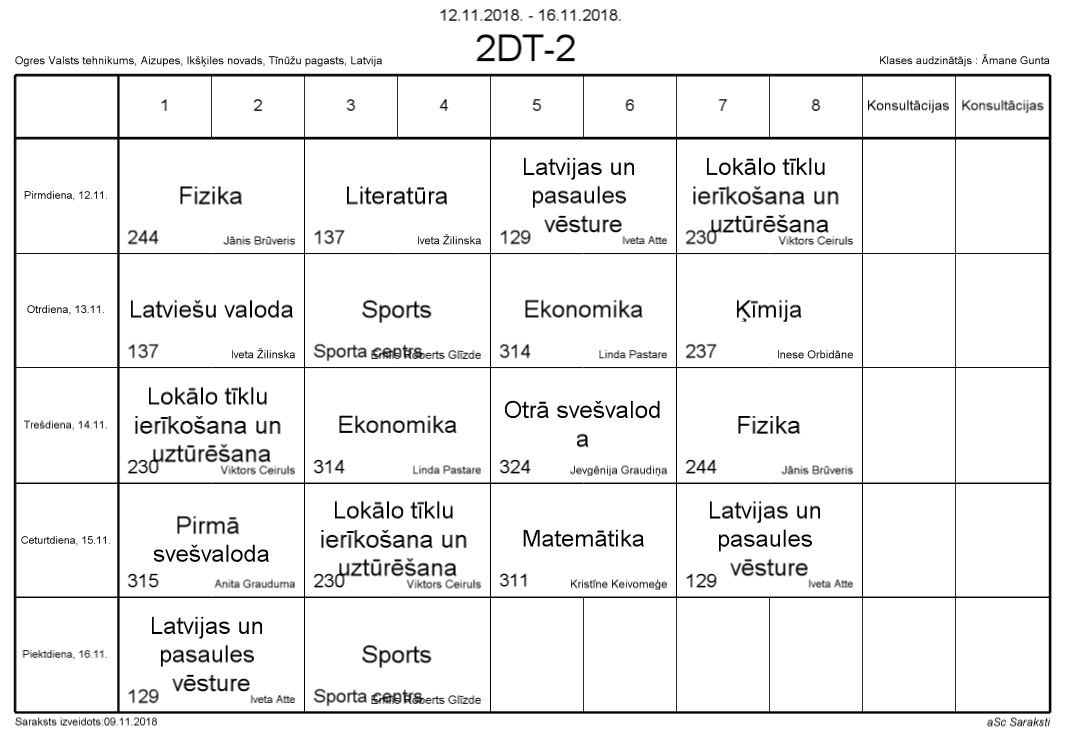 12.11.2018. - 16.11.2018.
2DT-2
Ogres Valsts tehnikums, Aizupes, Ikšķiles novads, Tīnūžu pagasts, Latvija
Klases audzinātājs : Āmane Gunta
1 2 3 4 5 6 7 8 Konsultācijas Konsultācijas
Pirmdiena, 12.11.
Fizika
244 Jānis Brūveris
Literatūra
137 Iveta Žilinska
Latvijas un
pasaules
vēsture
129 Iveta Atte
Lokālo tīklu
ierīkošana un
uztūrēšana
230 Viktors Ceiruls
Otrdiena, 13.11.
Latviešu valoda
137 Iveta Žilinska
Sports
Sporta centrs Emīls Roberts Glīzde
Ekonomika
314 Linda Pastare
Ķīmija
237 Inese Orbidāne
Trešdiena, 14.11.
Lokālo tīklu
ierīkošana un
uztūrēšana
230 Viktors Ceiruls
Ekonomika
314 Linda Pastare
Otrā svešvalod
a
324 Jevgēnija Graudiņa
Fizika
244 Jānis Brūveris
Ceturtdiena, 15.11.
Pirmā
svešvaloda
315 Anita Grauduma
Lokālo tīklu
ierīkošana un
uztūrēšana
230 Viktors Ceiruls
Matemātika
311 Kristīne Keivomeģe
Latvijas un
pasaules
vēsture
129 Iveta Atte
Piektdiena, 16.11.
Latvijas un
pasaules
vēsture
129 Iveta Atte
Sports
Sporta centrs Emīls Roberts Glīzde
Saraksts izveidots:09.11.2018
aSc Saraksti